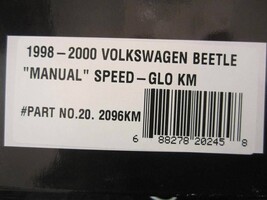 1998-2000 VOLKSWAGEN BEETLE
"MANUAL" SPEED-GLO KM
#PART NO.20. 2096KM
6 88278 20245 8